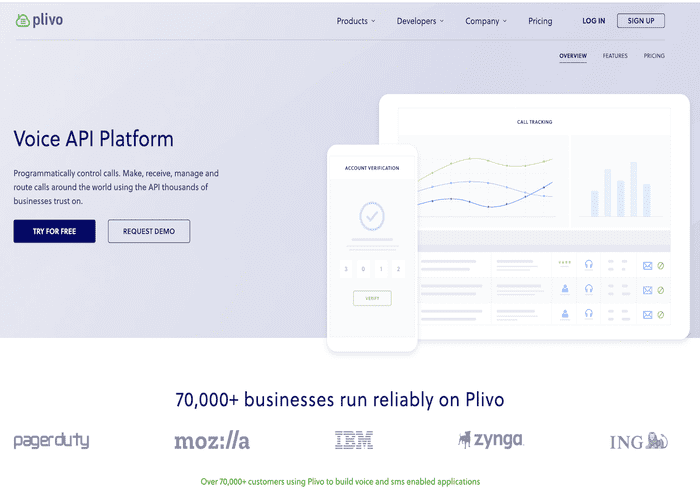 plivo
Products Developers Company Pricing LOG IN SIGN UP
OVERVIEW FEATURES PRICING
CALL TRACKING
Voice API Platform
ACCOUNT VERIFICATION
Programmatically control calls. Make, receive, manage and
route calls around the world using the API thousands of
businesses trust on.
TRY FOR FREE REQUEST DEMO
3 0 1 2
VERIFY
70,000+ businesses run reliably on Plivo
pagerduty moz://a IBM zynga ING
Over 70,000+ customers using Plivo to build voice and sms enabled applications